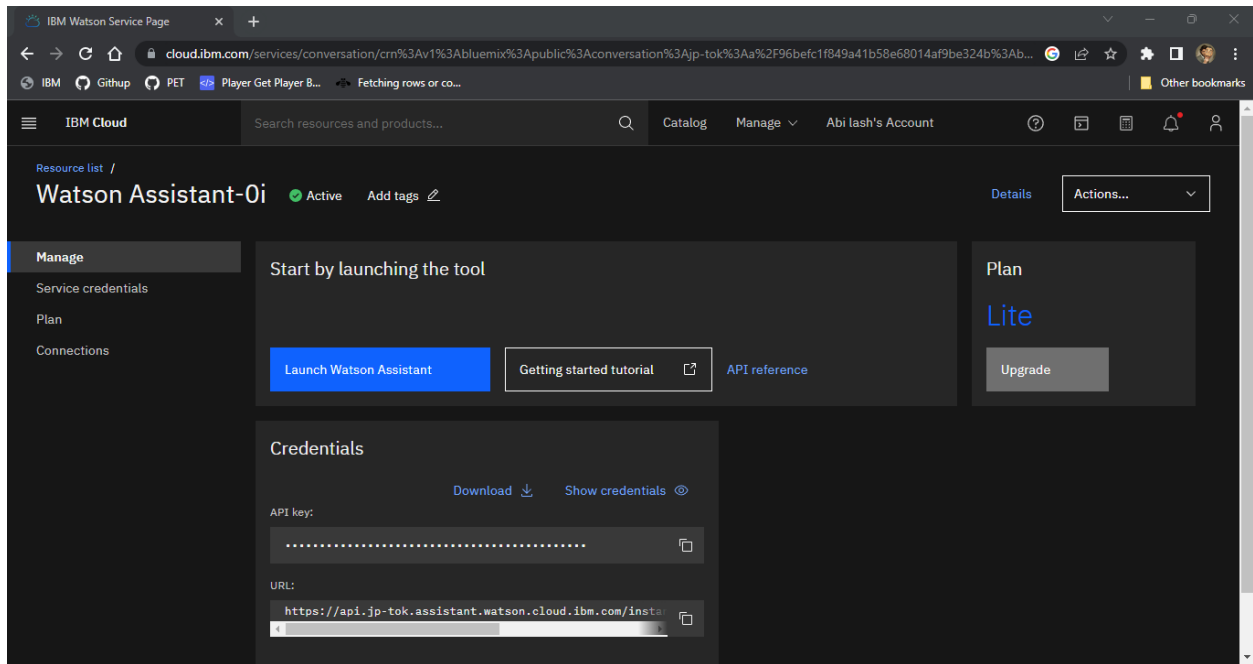 IBM Watson Service Page
cloud.ibm.com/services/conversation/crn%3Av1%3Abluemix%3Apublic%3Aconversation%3Ajp-tok%3Aa%2F96befc1f849a41b58e68014af9be324b%3Ab...
IBM Githup PET Player Get Player B... Fetching rows or co... Other bookmarks
IBM Cloud Search resources and products... Catalog Manage Abi lash's Account
Resource list /
Watson Assistant-0i Active Add tags Details Actions...
Manage
Service credentials
Plan
Connections
Start by launching the tool
Launch Watson Assistant Getting started tutorial API reference
Plan
Lite
Upgrade
Credentials
Download Show credentials
API key:
URL:
https://api.jp-tok.assistant.watson.cloud.ibm.com/insta